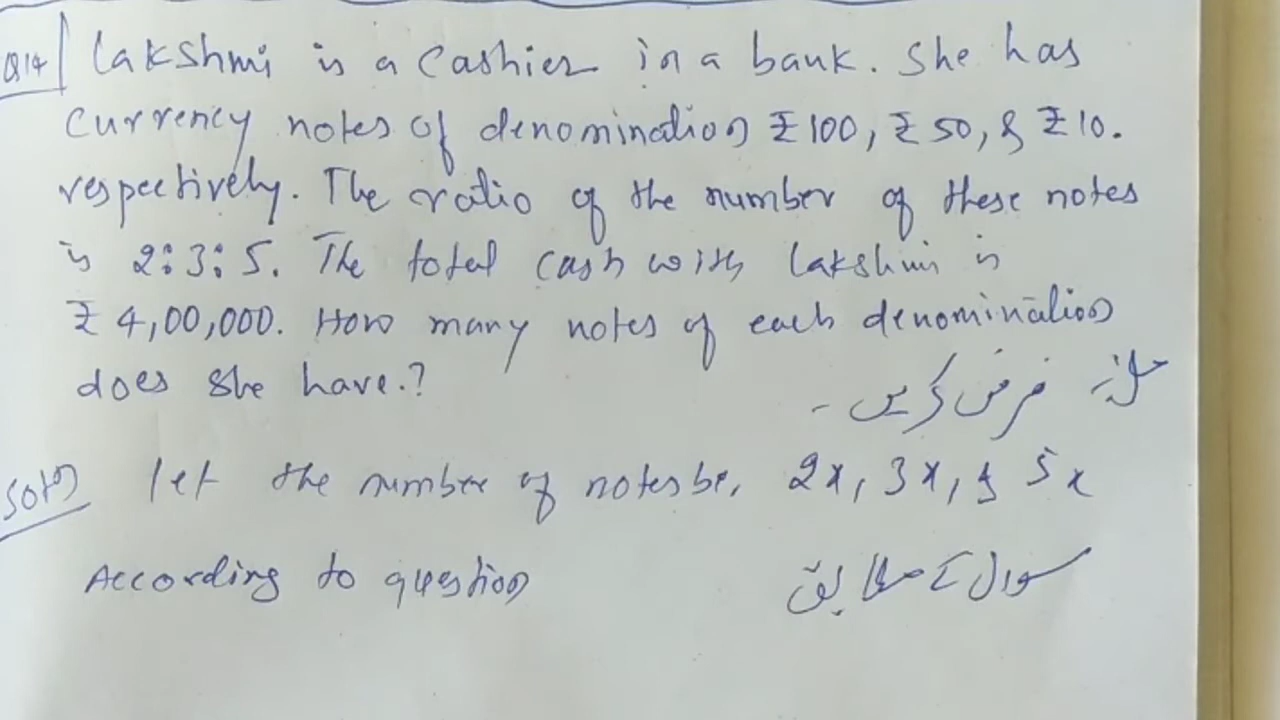 Q14 Lakshmi is a Cashier in a bank. She has
Currency notes of denomination ₹100, ₹50, & ₹10.
respectively. The ratio of the number of these notes
is 2:3:5. The total cash with Lakshmi is
₹ 4,00,000. How many notes of each denomination
does she have.?
حل:۔ فرض کریں ۔
Soln let the number of notes be, 2x, 3x, & 5x
According to question سوال کے مطابق